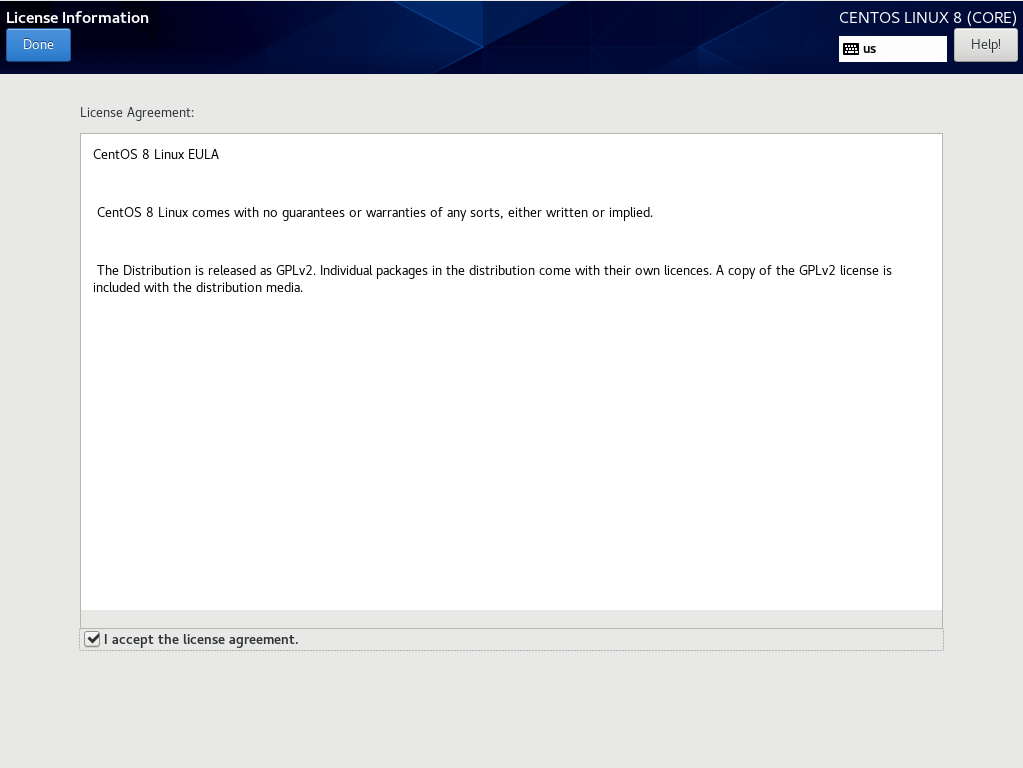 License Information
CENTOS LINUX 8 (CORE)
Done
us
Help!
License Agreement:
CentOS 8 Linux EULA
CentOS 8 Linux comes with no guarantees or warranties of any sorts, either written or implied.
The Distribution is released as GPLv2. Individual packages in the distribution come with their own licences. A copy of the GPLv2 license is
included with the distribution media.
I accept the license agreement.